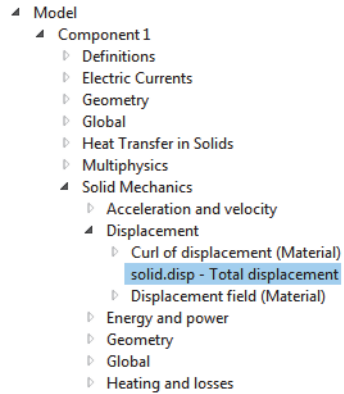 Model
Component 1
Definitions
Electric Currents
Geometry
Global
Heat Transfer in Solids
Multiphysics
Solid Mechanics
Acceleration and velocity
Displacement
Curl of displacement (Material)
solid.disp - Total displacement
Displacement field (Material)
Energy and power
Geometry
Global
Heating and losses